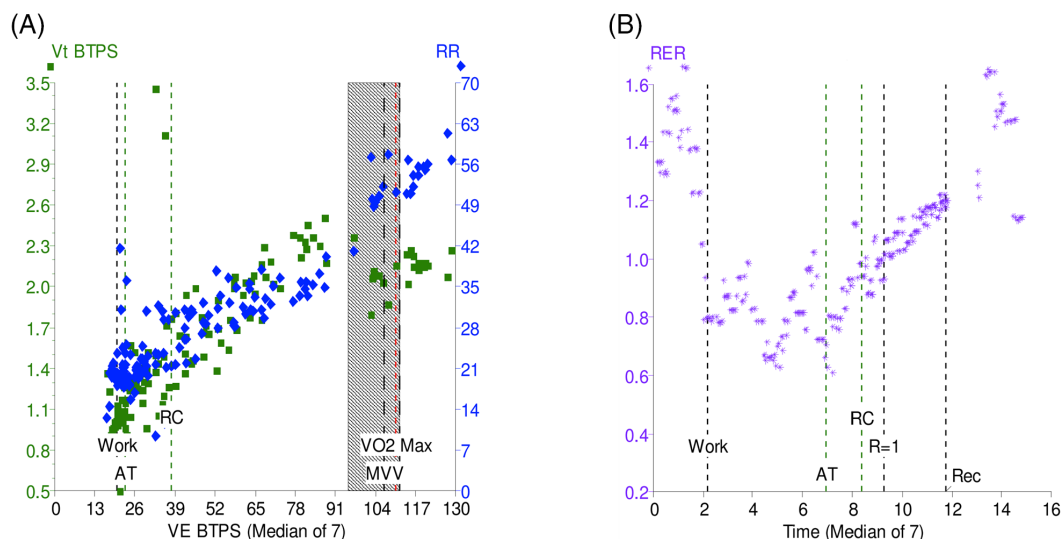 (A)
Vt BTPS
RR
3.5
3.2
2.9
2.6
2.3
2.0
1.7
1.4
1.1
0.8
0.5
70
63
56
49
42
35
28
21
14
7
0
RC
Work
VO2 Max
AT
MVV
0 13 26 39 52 65 78 91 104 117 130
VE BTPS (Median of 7)
(B)
RER
1.6
1.4
1.2
1.0
0.8
0.6
0.4
0.2
RC
Work
R=1
AT
Rec
0 2 4 6 8 10 12 14 16
Time (Median of 7)